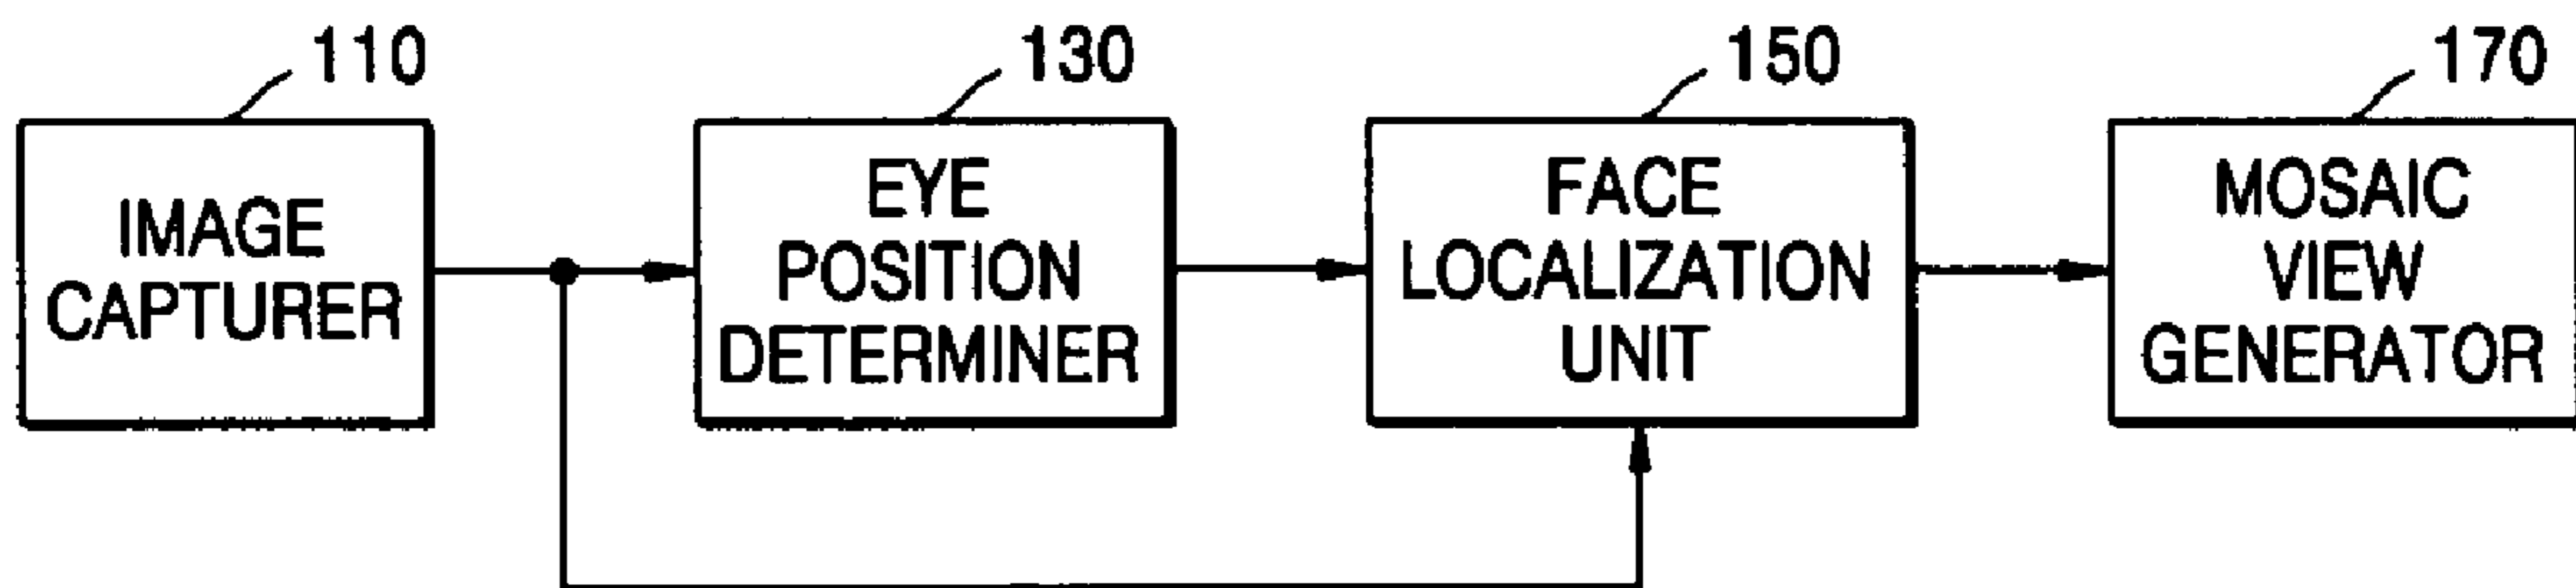 110
130
150
170
IMAGE
CAPTURER
EYE
POSITION
DETERMINER
FACE
LOCALIZATION
UNIT
MOSAIC
VIEW
GENERATOR